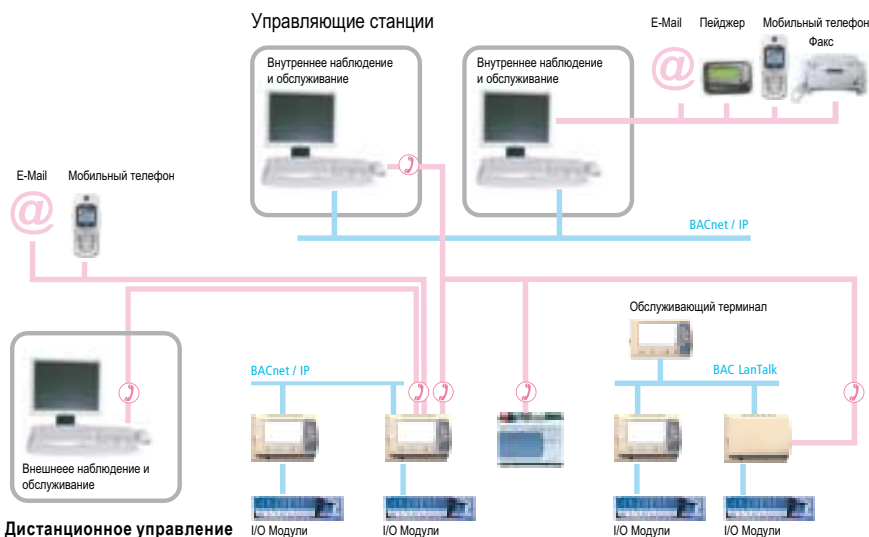 Управляющие станции
E-Mail
Пейджер
Мобильный телефон
Факс
Внутреннее наблюдение
и обслуживание
Внутреннее наблюдение
и обслуживание
@
E-Mail
Мобильный телефон
@
BACnet / IP
Обслуживающий терминал
BACnet / IP
BAC LanTalk
Внешнеее наблюдение и
обслуживание
Дистанционное управление
I/O Модули
I/O Модули
I/O Модули
I/O Модули